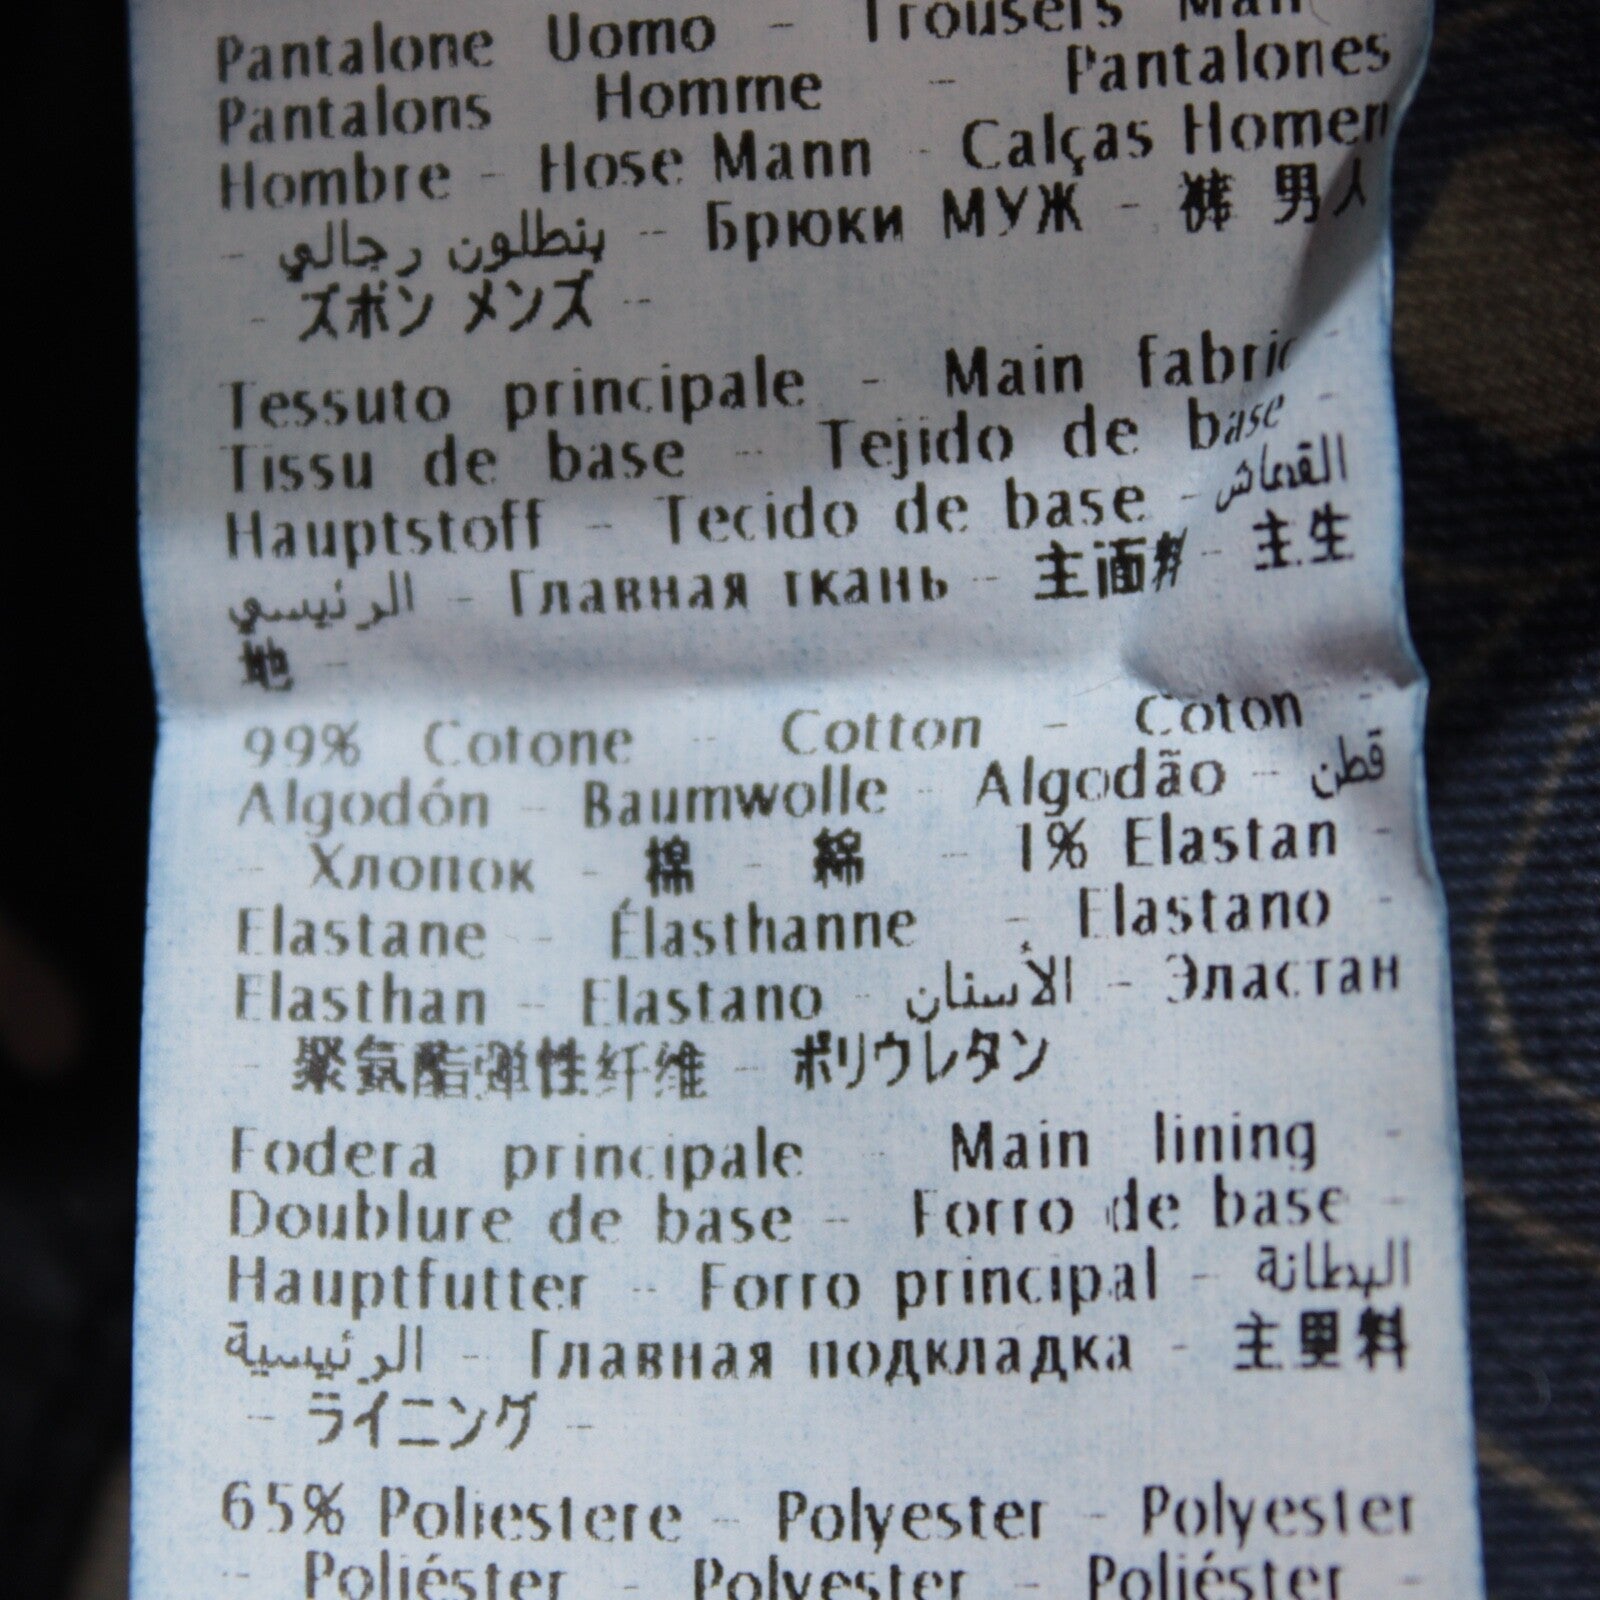 Pantalone Uomo - Trousers Man
Pantalons Homme - Pantalones
Hombre - Hose Mann - Calças Homem
- بنطلون رجالي - Брюки МУЖ - 裤 男人
- ズボン メンズ -
Tessuto principale - Main fabric -
Tissu de base - Tejido de base -
Hauptstoff - Tecido de base - القماش
الرئيسي - Главная ткань - 主面料 - 主生
地 -
99% Cotone - Cotton - Coton -
Algodón - Baumwolle - Algodão - قطن
- Хлопок - 棉 - 綿 - 1% Elastan -
Elastane - Élasthanne - Elastano -
Elasthan - Elastano - الأستان - Эластан
- 聚氨酯弹性纤维 - ポリウレタン
Fodera principale - Main lining -
Doublure de base - Forro de base -
Hauptfutter - Forro principal - البطانة
الرئيسية - Главная подкладка - 主里料
- ライニング -
65% Poliestere - Polyester - Polyester
- Poliéster - Polyester - Poliéster -